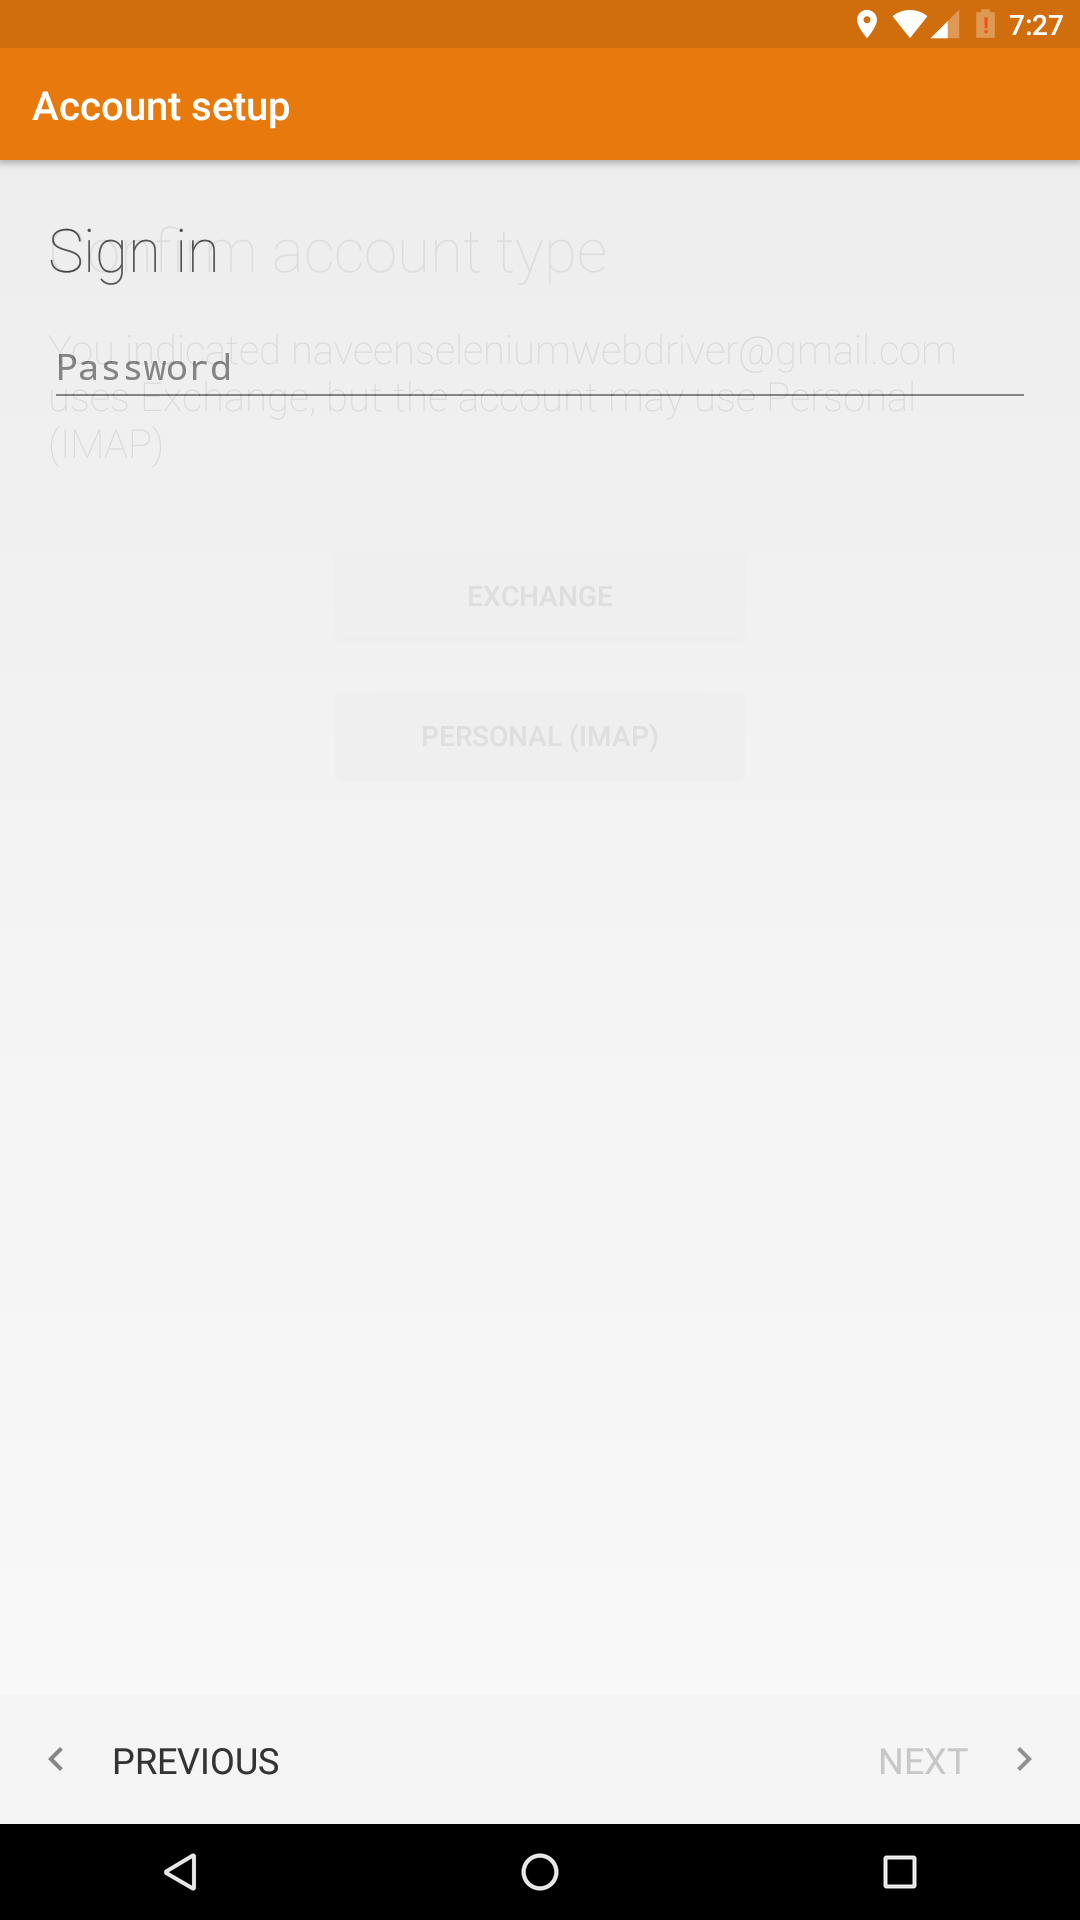 7:27
Account setup
Sign in
Confirm account type
You indicated naveenseleniumwebdriver@gmail.com
Password
uses Exchange, but the account may use Personal
(IMAP)
EXCHANGE
PERSONAL (IMAP)
PREVIOUS
NEXT